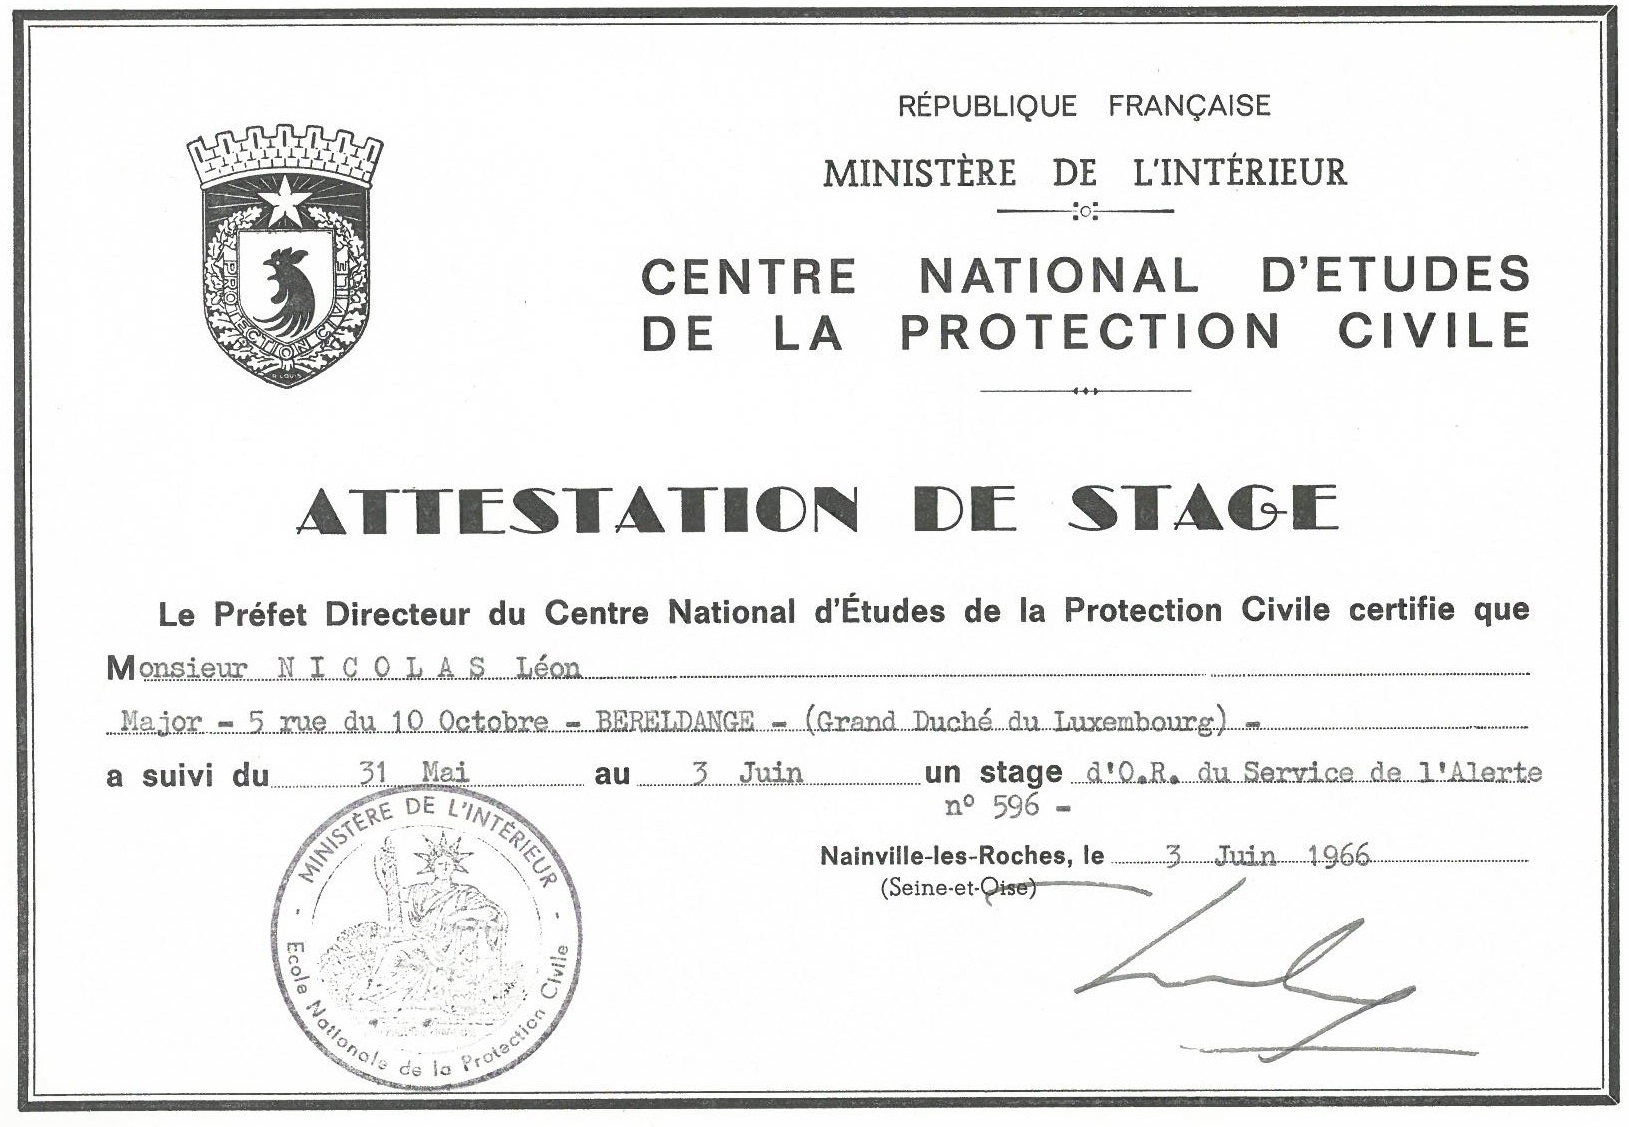 RÉPUBLIQUE FRANÇAISE
MINISTÈRE DE L'INTÉRIEUR
CENTRE NATIONAL D'ETUDES
DE LA PROTECTION CIVILE
PROTECTION CIVILE
R. LOUIS
ATTESTATION DE STAGE
Le Préfet Directeur du Centre National d'Études de la Protection Civile certifie que
Monsieur NICOLAS Léon
Major - 5 rue du 10 Octobre - BERELDANGE - (Grand Duché du Luxembourg) -
a suivi du 31 Mai au 3 Juin un stage d'O.R. du Service de l'Alerte
n° 596 -
Nainville-les-Roches, le 3 Juin 1966
(Seine-et-Oise)
- MINISTÈRE DE L'INTÉRIEUR -
Ecole Nationale de la Protection Civile